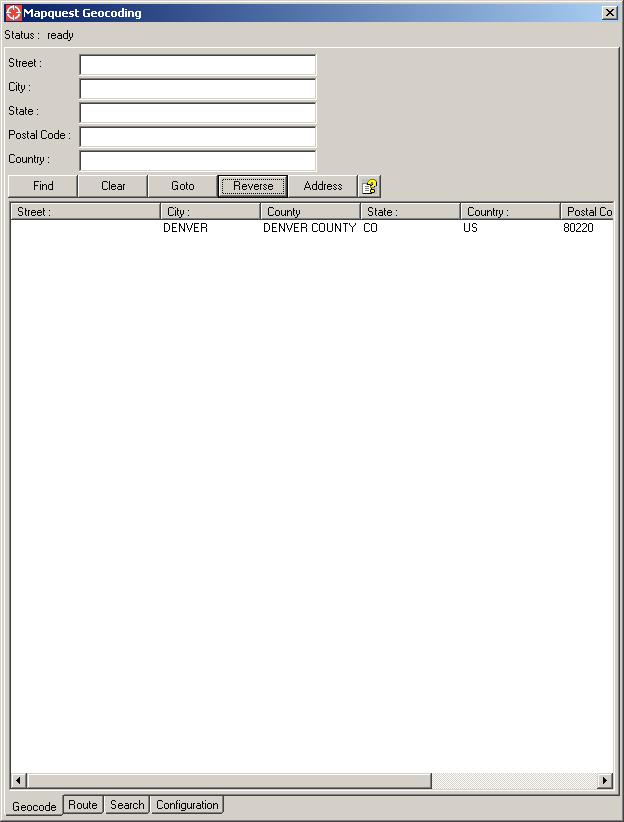 Mapquest Geocoding
Status : ready
Street :
City :
State :
Postal Code :
Country :
Find Clear Goto Reverse Address
Street : City : County State : Country : Postal Co
DENVER DENVER COUNTY CO US 80220
Geocode Route Search Configuration